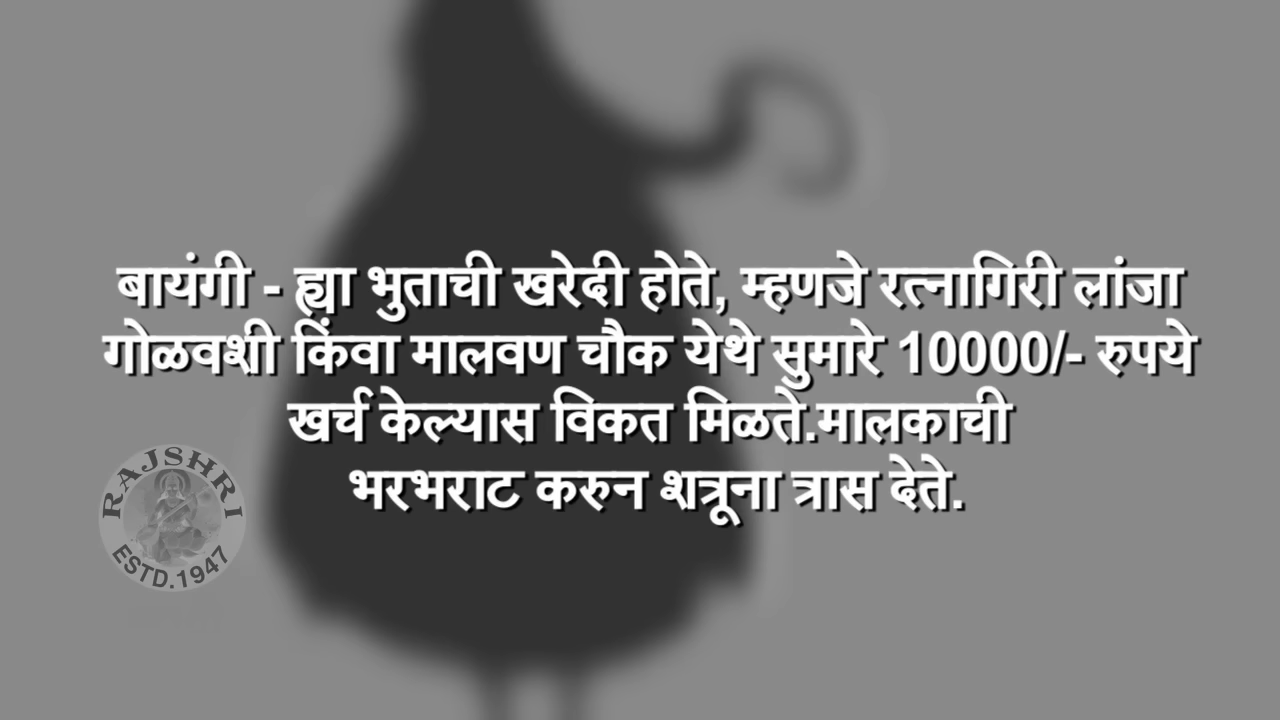 बायंगी - ह्या भुताची खरेदी होते, म्हणजे रत्नागिरी लांजा
गोळवशी किंवा मालवण चौक येथे सुमारे 10000/- रुपये
खर्च केल्यास विकत मिळते.मालकाची
भरभराट करुन शत्रूना त्रास देते.
RAJSHRI
ESTD.1947